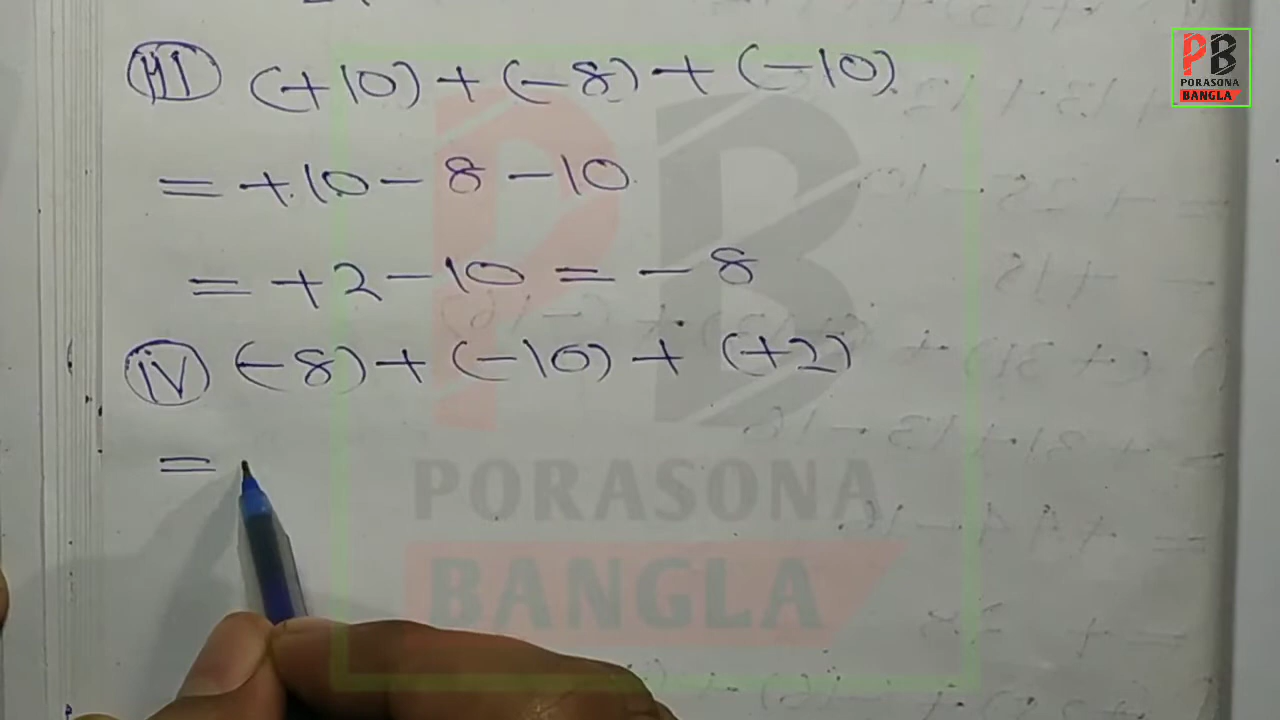 (III) (+10) + (-8) + (-10)
= +10 - 8 - 10
= +2 - 10 = -8
(IV) (-8) + (-10) + (+2)
=
PB
PORASONA
BANGLA
PB
PORASONA
BANGLA